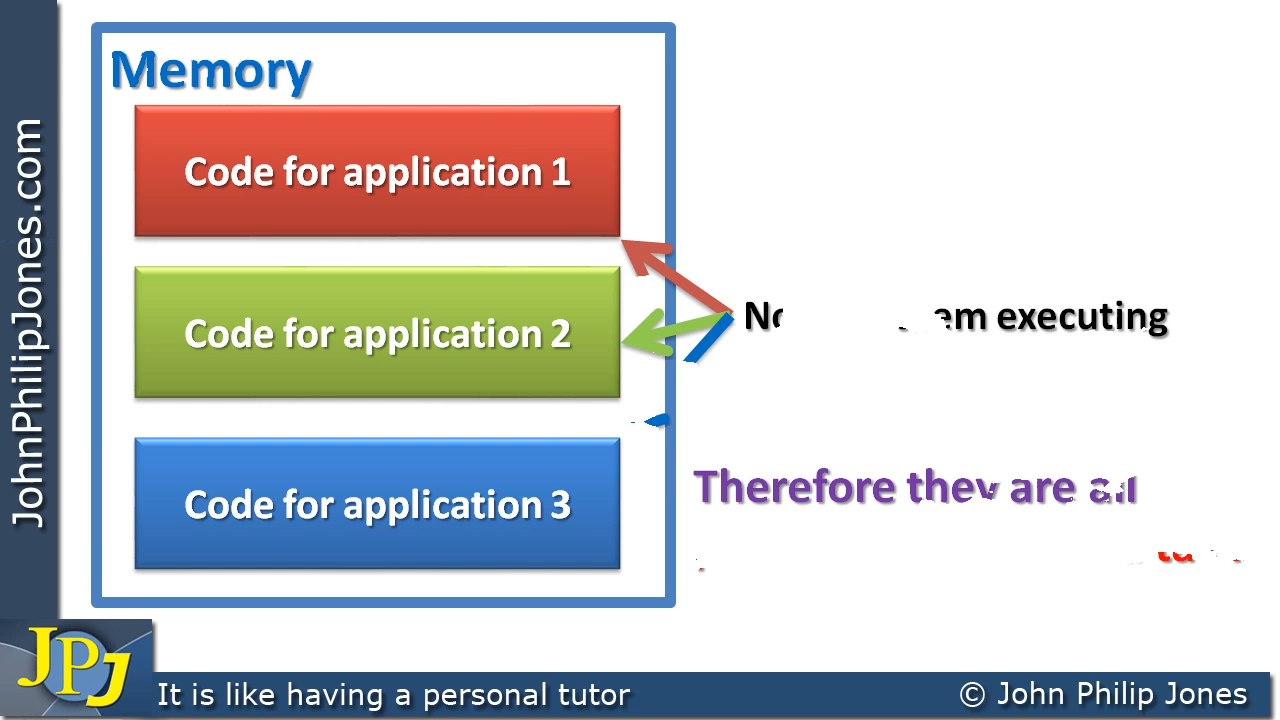 JohnPhilipJones.com
Memory
Code for application 1
Code for application 2
executing
Code for application 3
Therefore they are all
JPJ
It is like having a personal tutor
© John Philip Jones